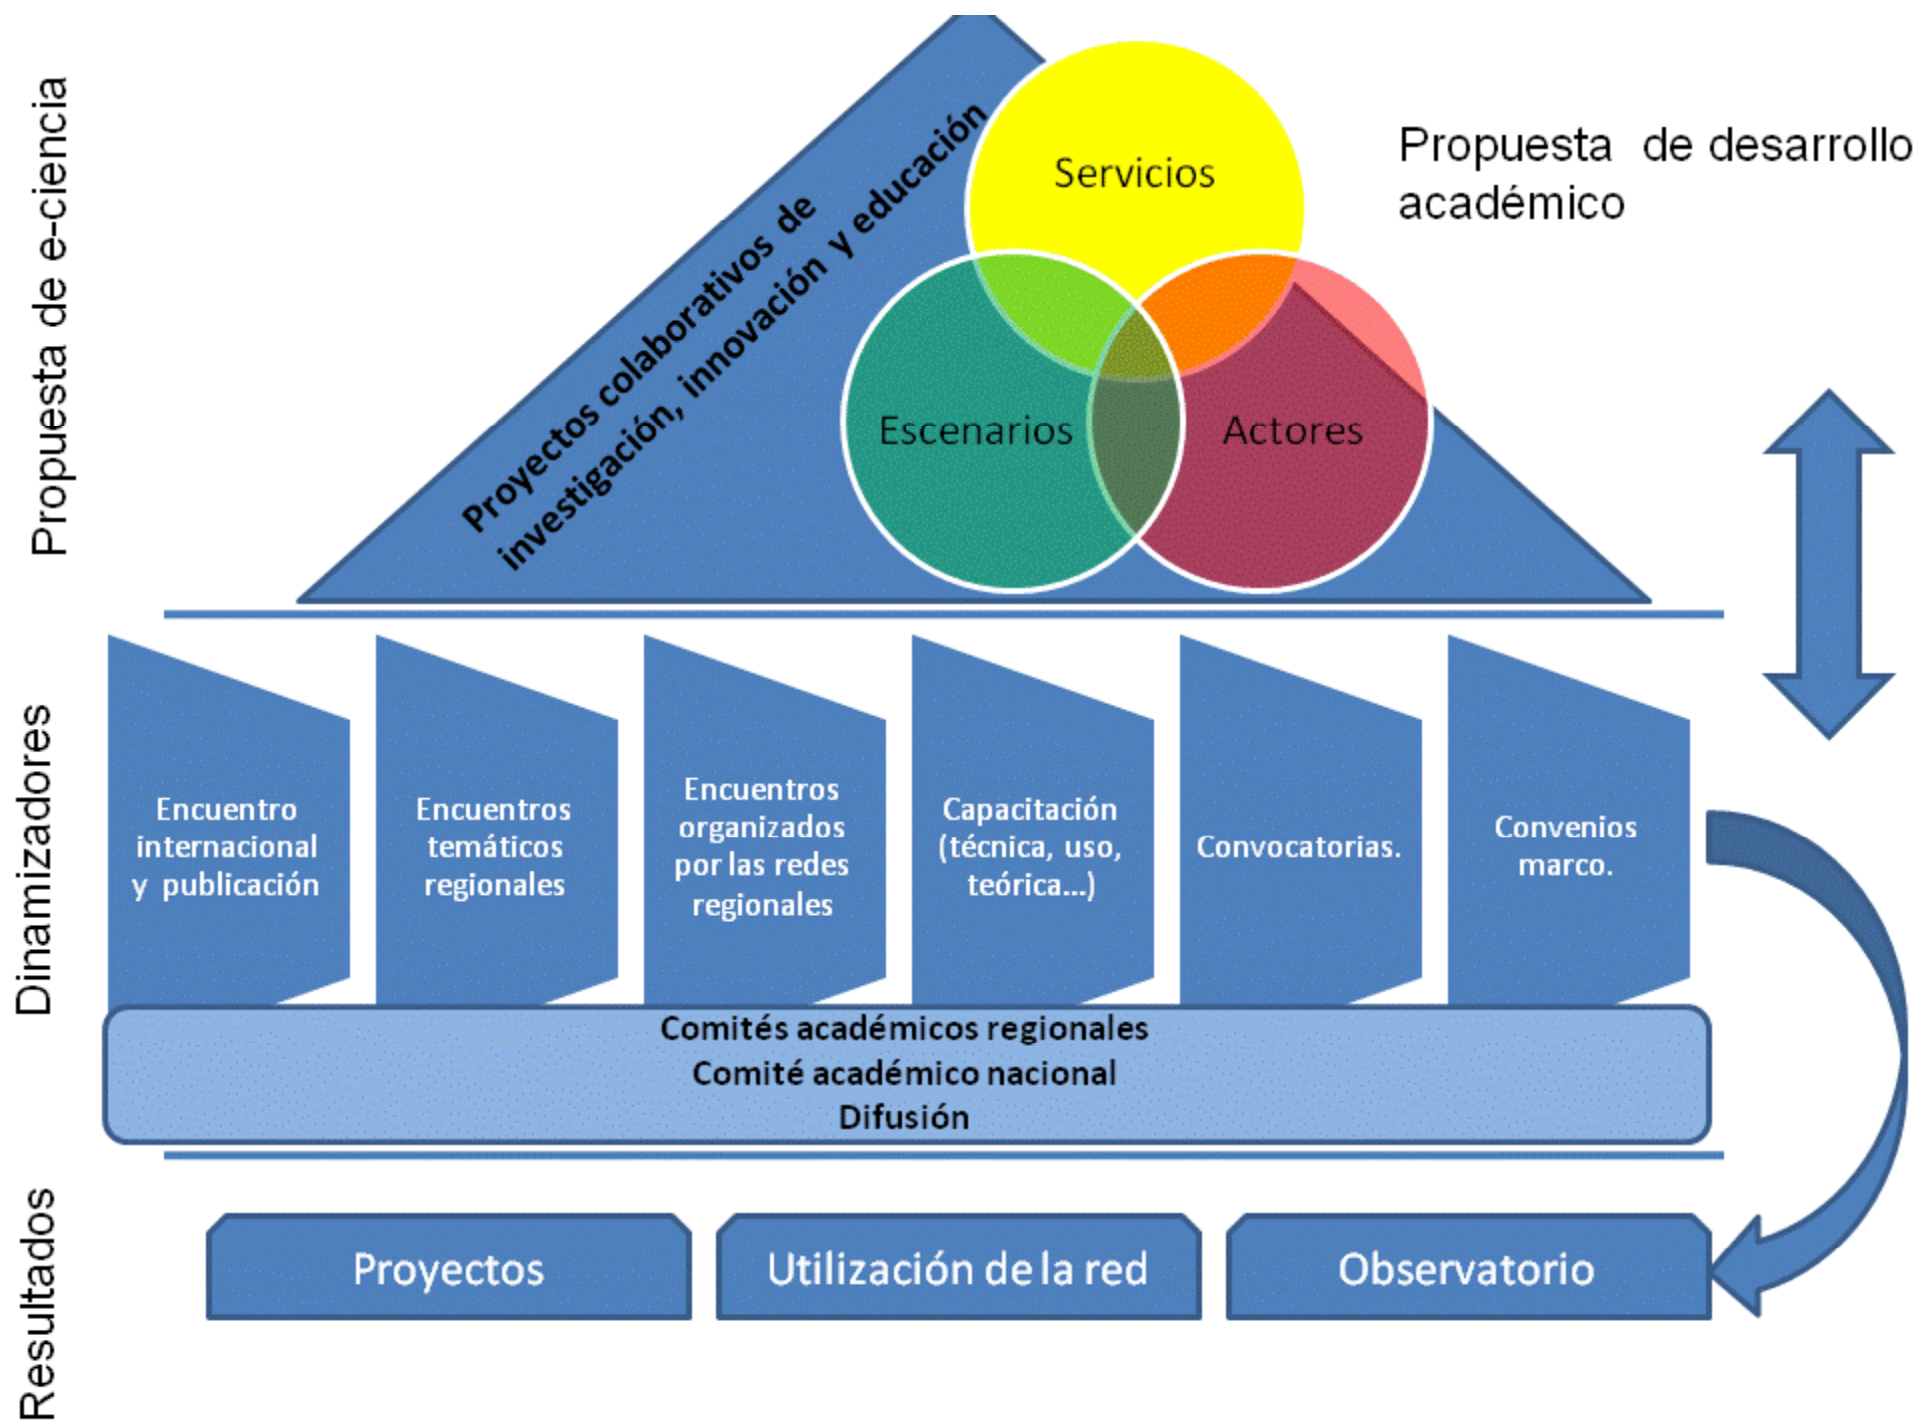 Propuesta de e-ciencia
Proyectos colaborativos de
investigación, innovación y educación
Servicios
Escenarios
Actores
Propuesta de desarrollo
académico
Dinamizadores
Encuentro
internacional
y publicación
Encuentros
temáticos
regionales
Encuentros
organizados
por las redes
regionales
Capacitación
(técnica, uso,
teórica...)
Convocatorias.
Convenios
marco.
Comités académicos regionales
Comité académico nacional
Difusión
Resultados
Proyectos
Utilización de la red
Observatorio